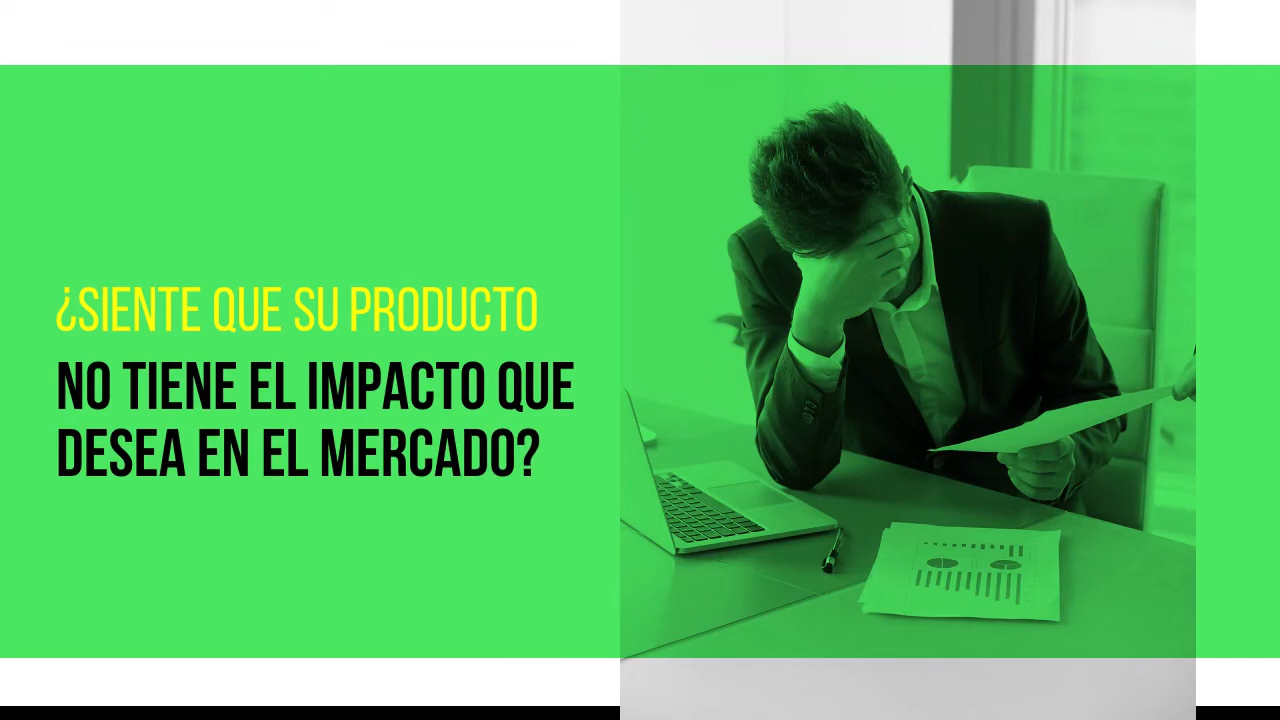 ¿SIENTE QUE SU PRODUCTO
NO TIENE EL IMPACTO QUE
DESEA EN EL MERCADO?